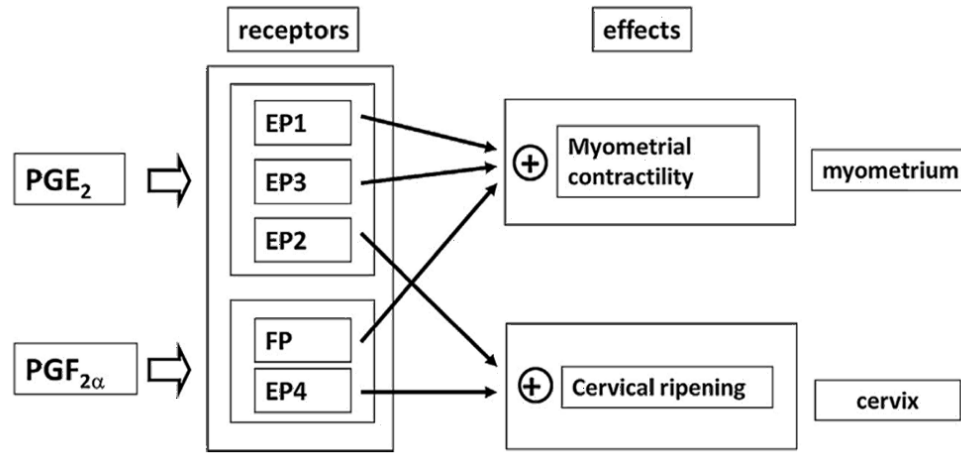 receptors
effects
PGE2
EP1
EP3
EP2
Myometrial
contractility
myometrium
PGF2α
FP
EP4
Cervical ripening
cervix